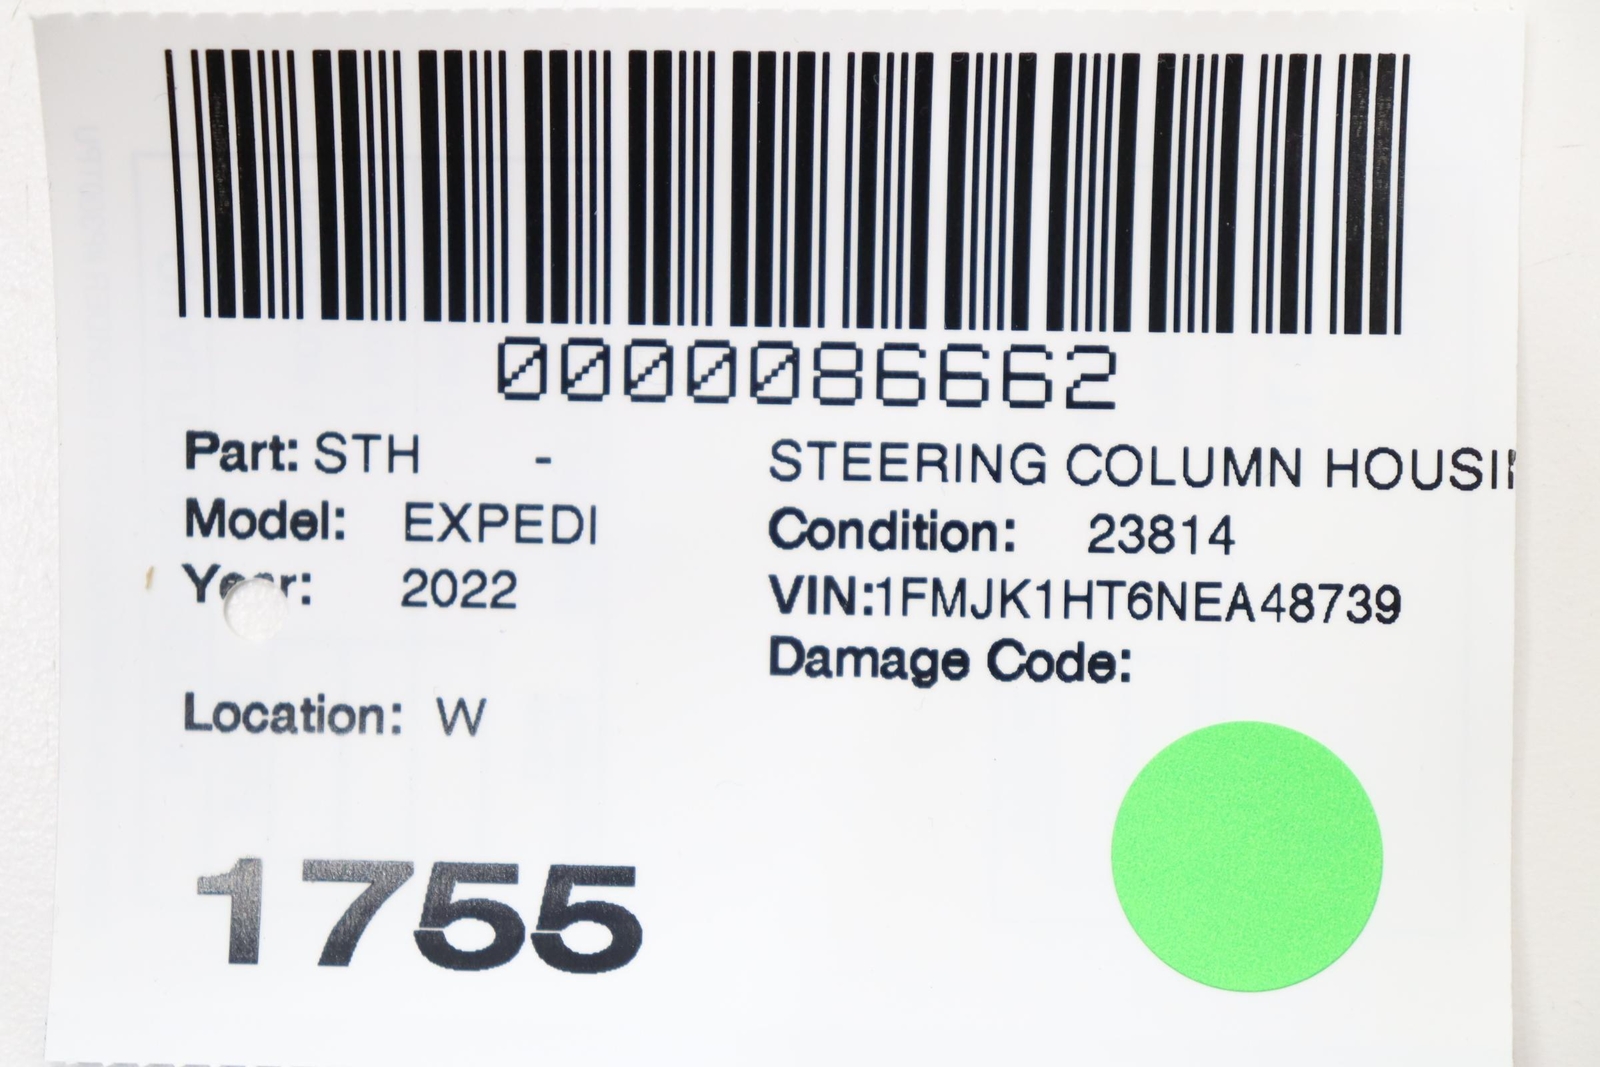 0000086662
Part: STH - STEERING COLUMN HOUSI
Model: EXPEDI Condition: 23814
Year: 2022 VIN:1FMJK1HT6NEA48739
Damage Code:
Location: W
1755